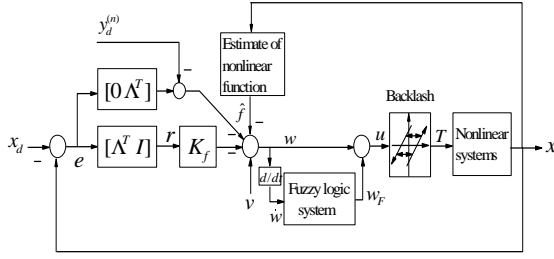 y_d^{(n)}
Estimate of
nonlinear
function
−
[0 Λ^T]
−
f̂
−
Backlash
x_d
−
e
[Λ^T I]
r
K_f
−
−
w
u
T
Nonlinear
systems
x
d/dt
v
ẇ
Fuzzy logic
system
w_F